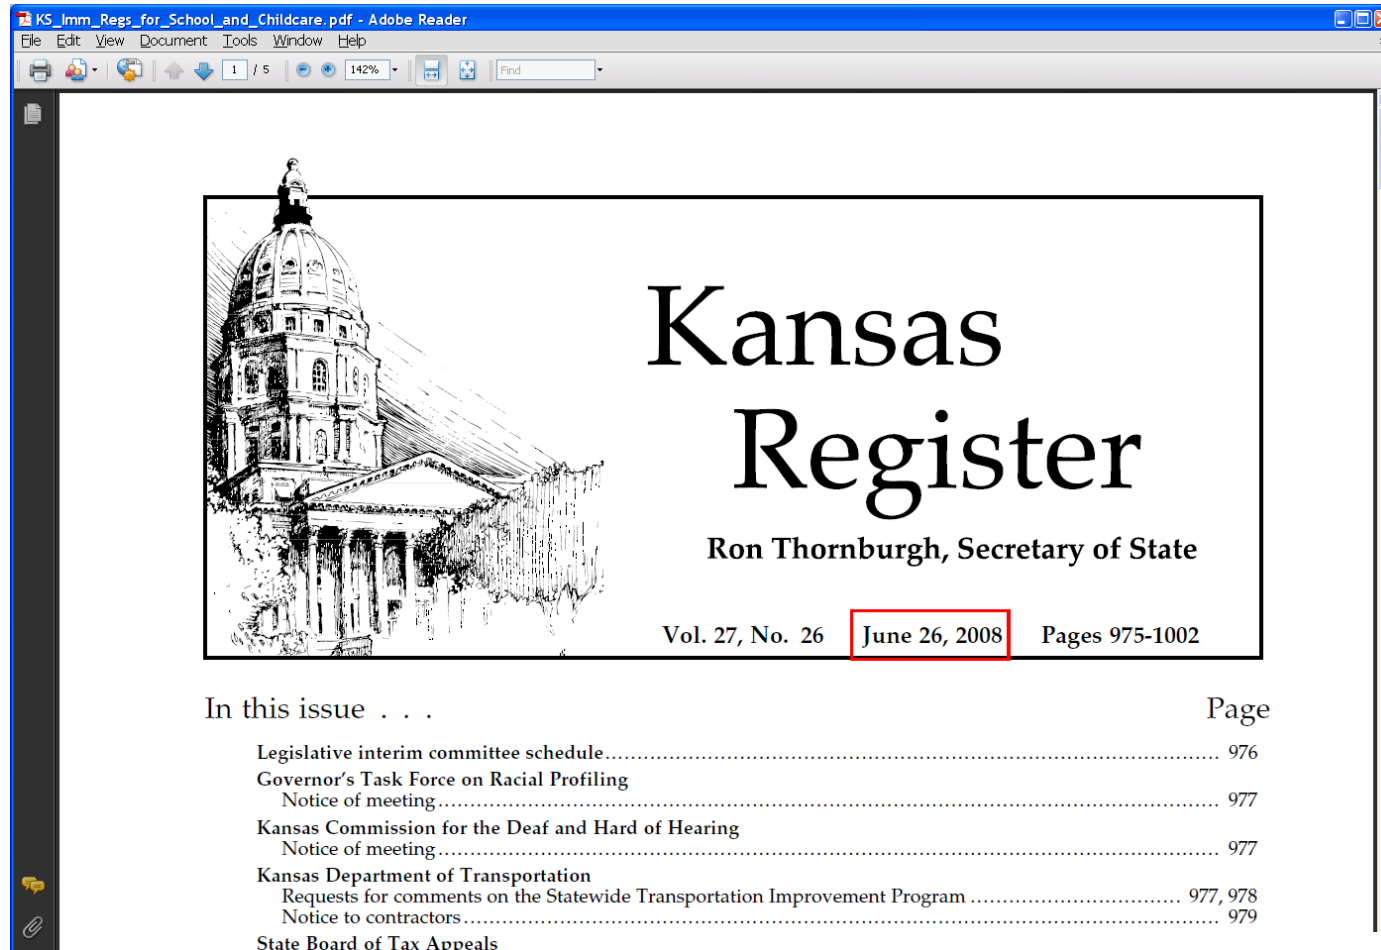 KS_Imm_Regs_for_School_and_Childcare.pdf - Adobe Reader
File Edit View Document Tools Window Help
1 / 5 142% Find
Kansas
Register
Ron Thornburgh, Secretary of State
Vol. 27, No. 26 June 26, 2008 Pages 975-1002
In this issue . . . Page
Legislative interim committee schedule........................................ 976
Governor's Task Force on Racial Profiling
Notice of meeting........................................ 977
Kansas Commission for the Deaf and Hard of Hearing
Notice of meeting........................................ 977
Kansas Department of Transportation
Requests for comments on the Statewide Transportation Improvement Program ................................ 977, 978
Notice to contractors........................................ 979
State Board of Tax Appeals